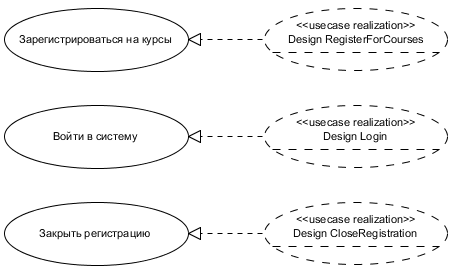 Зарегистрироваться на курсы
<<usecase realization>>
Design RegisterForCourses
Войти в систему
<<usecase realization>>
Design Login
Закрыть регистрацию
<<usecase realization>>
Design CloseRegistration